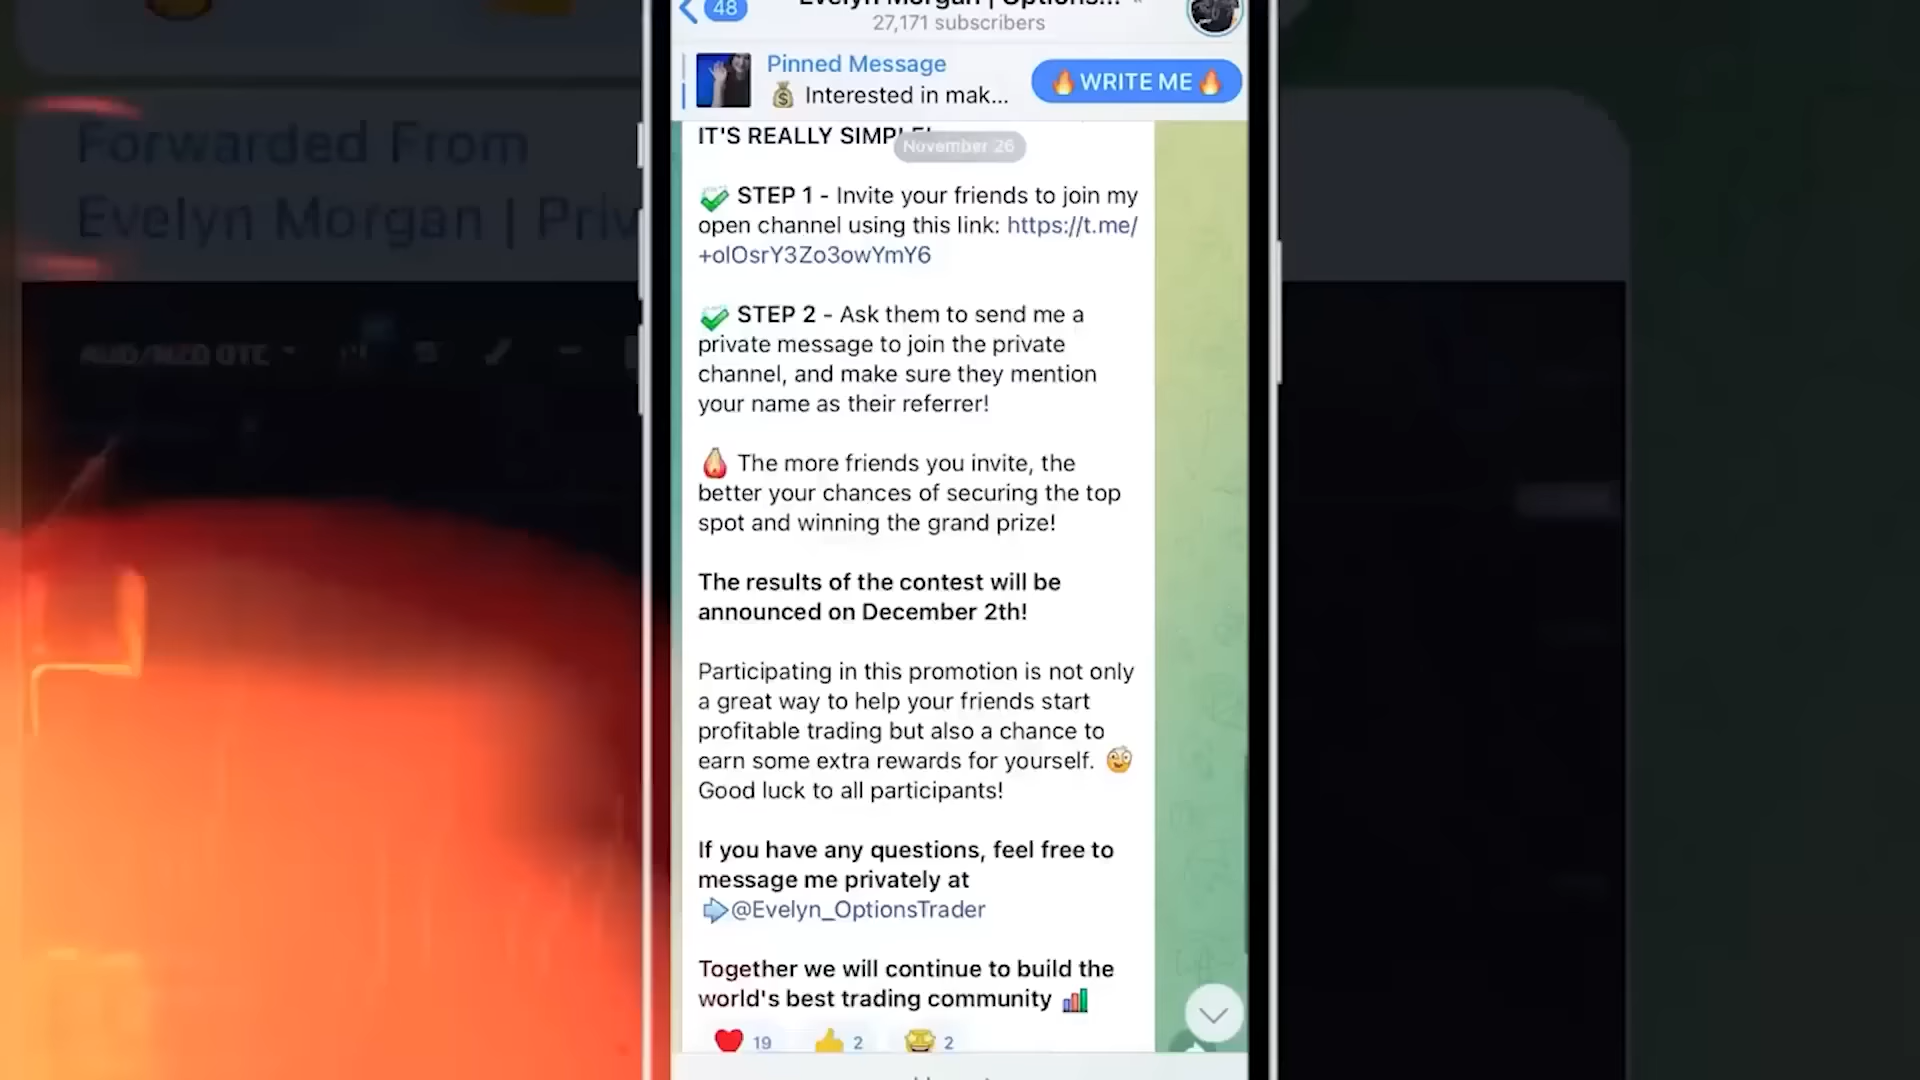 48
27,171 subscribers
Pinned Message
Interested in mak...
WRITE ME
IT'S REALLY SIMPLE!
November 26
STEP 1 - Invite your friends to join my
open channel using this link: https://t.me/
+olOsrY3Zo3owYmY6
STEP 2 - Ask them to send me a
private message to join the private
channel, and make sure they mention
your name as their referrer!
The more friends you invite, the
better your chances of securing the top
spot and winning the grand prize!
The results of the contest will be
announced on December 2th!
Participating in this promotion is not only
a great way to help your friends start
profitable trading but also a chance to
earn some extra rewards for yourself.
Good luck to all participants!
If you have any questions, feel free to
message me privately at
@Evelyn_OptionsTrader
Together we will continue to build the
world's best trading community
19 2 2
Forwarded From
Evelyn Morgan | Priv
AUD/NZD OTC